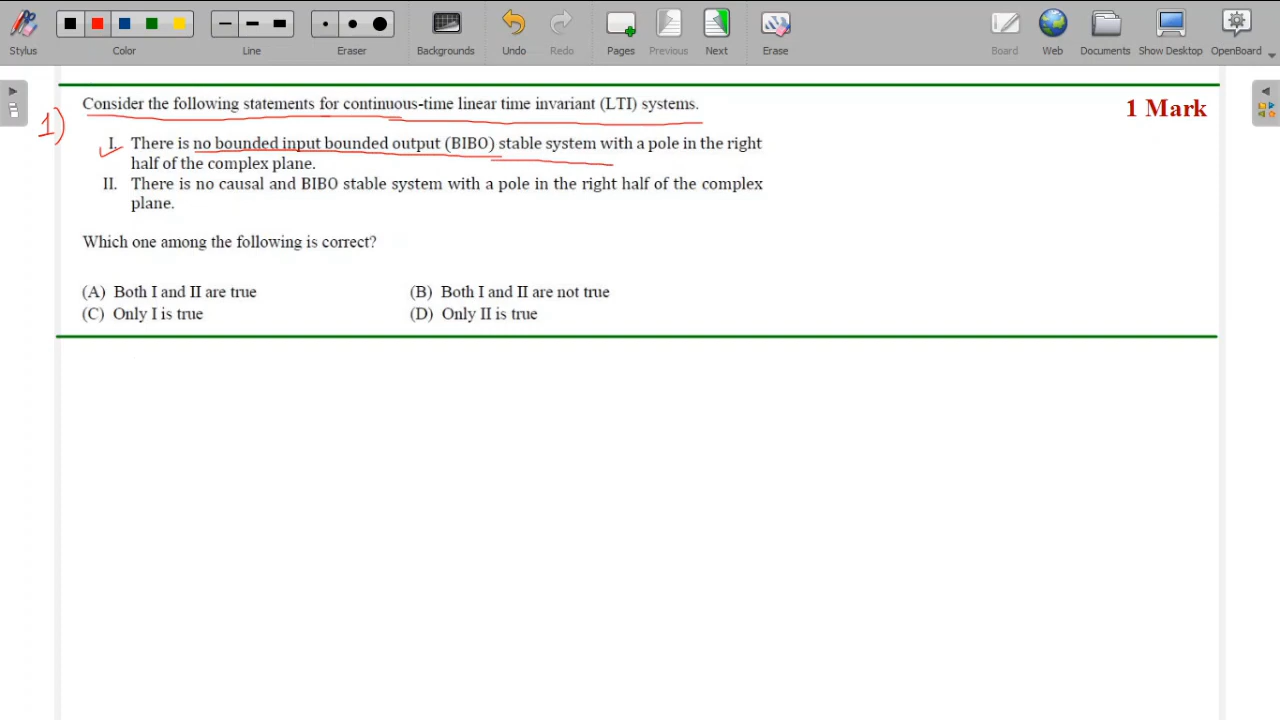 Stylus
Color
Line
Eraser
Backgrounds
Undo
Redo
Pages
Previous
Next
Erase
Board
Web
Documents
Show Desktop
OpenBoard
Consider the following statements for continuous-time linear time invariant (LTI) systems.
1 Mark
1)
I. There is no bounded input bounded output (BIBO) stable system with a pole in the right
half of the complex plane.
II. There is no causal and BIBO stable system with a pole in the right half of the complex
plane.
Which one among the following is correct?
(A) Both I and II are true
(B) Both I and II are not true
(C) Only I is true
(D) Only II is true